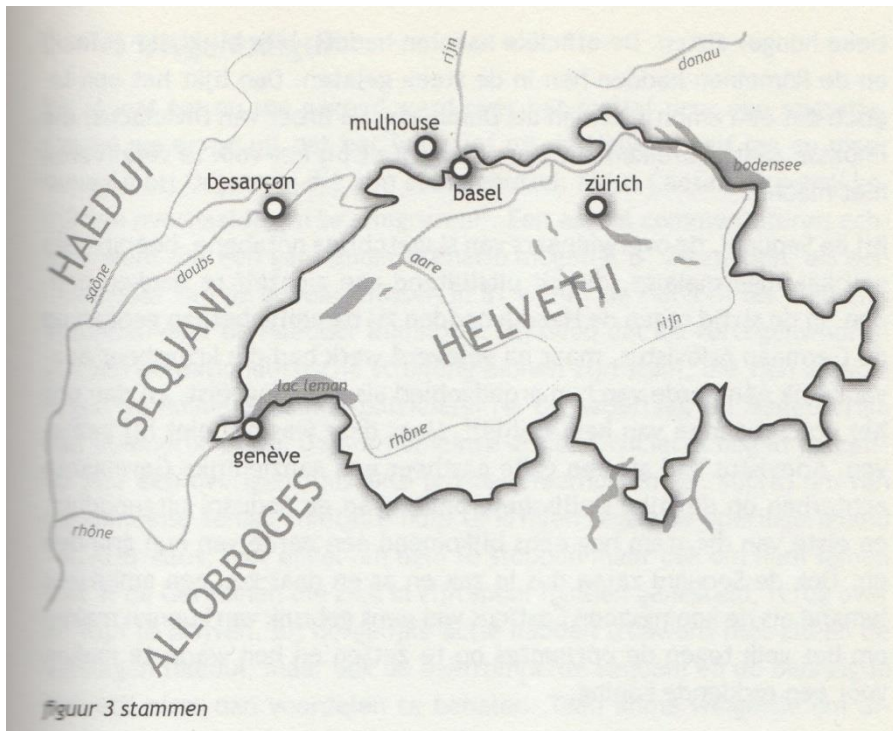 rijn
donau
mulhouse
bodensee
besançon
basel
zürich
HAEDUI
saône
doubs
aare
SEQUANI
HELVETII
rijn
lac leman
rhône
genève
rhône
ALLOBROGES
figuur 3 stammen